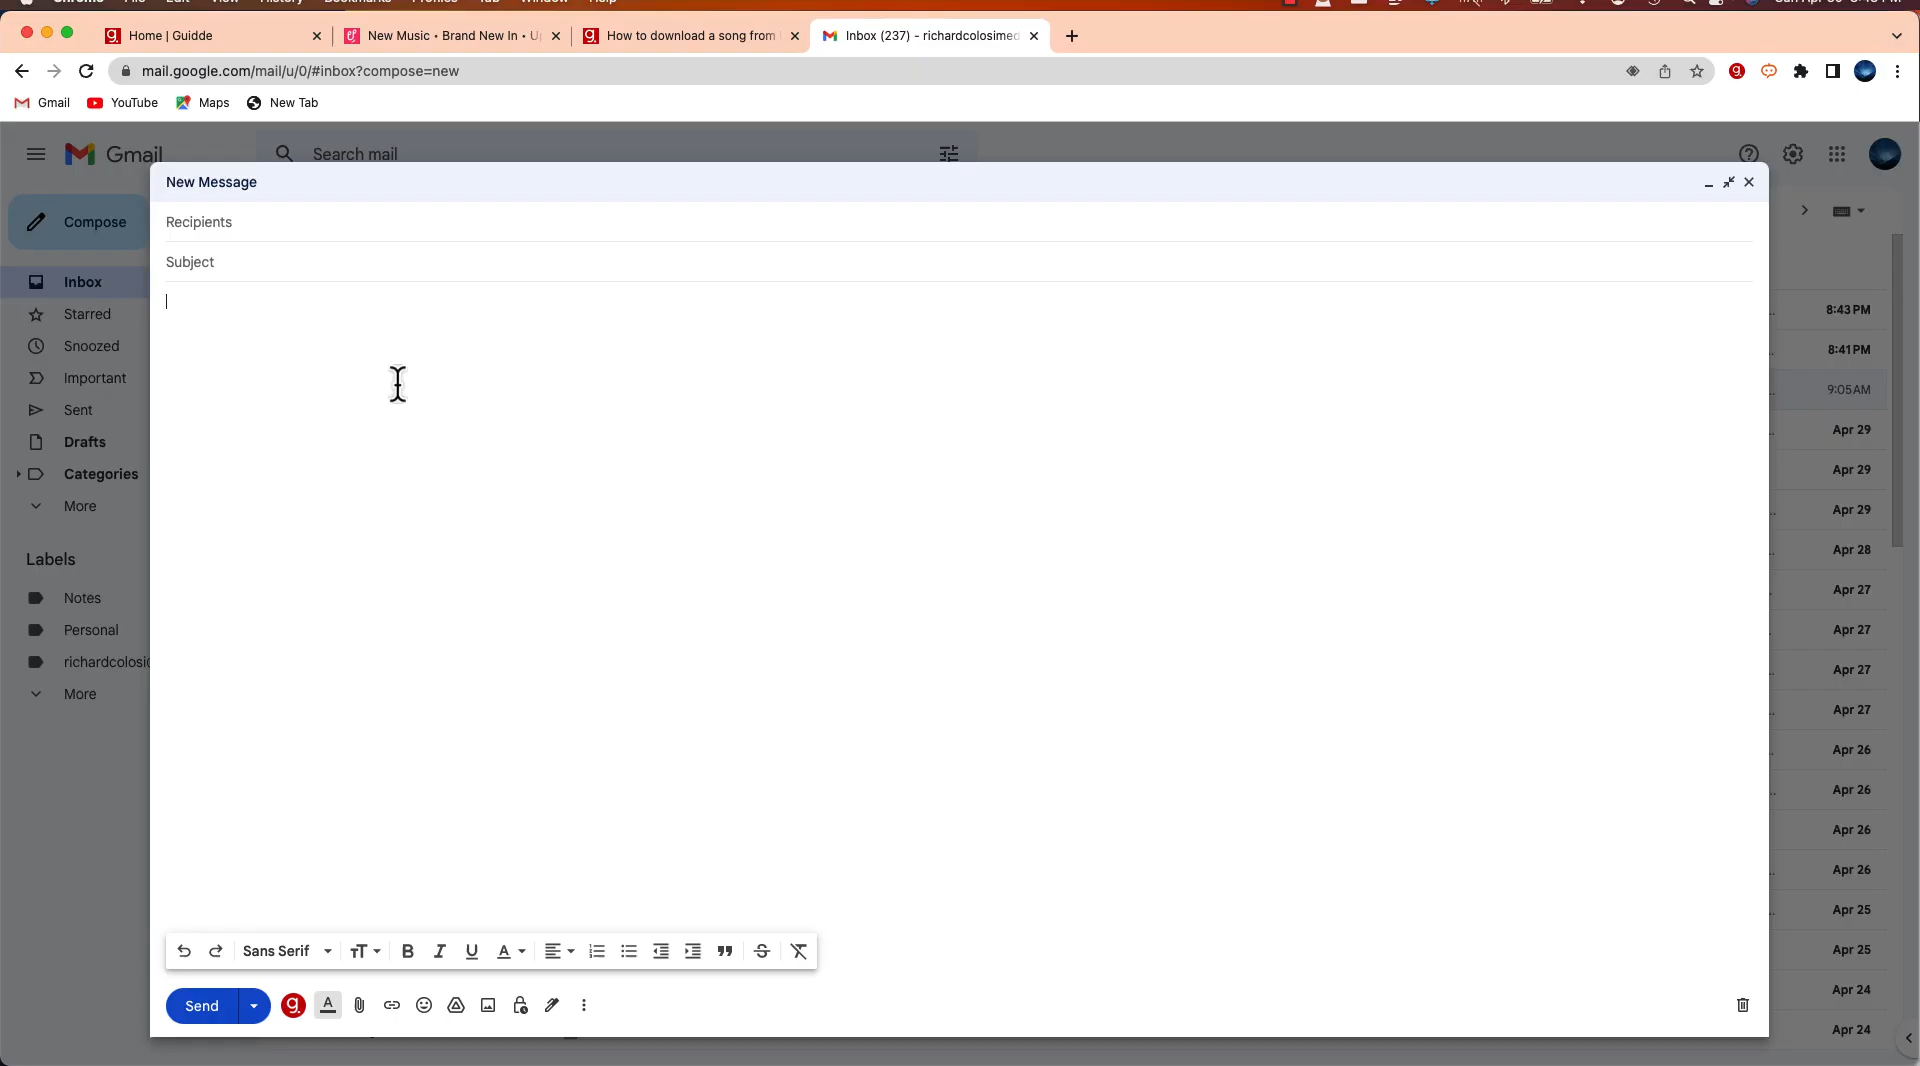 Home | Guidde
New Music • Brand New In • U
How to download a song from
Inbox (237) - richardcolosimed
mail.google.com/mail/u/0/#inbox?compose=new
Gmail
YouTube
Maps
New Tab
Gmail
Search mail
New Message
Compose
Recipients
Subject
Inbox
Starred
Snoozed
Important
Sent
Drafts
Categories
More
Labels
Notes
Personal
richardcolosi
More
8:43 PM
8:41 PM
9:05 AM
Apr 29
Apr 29
Apr 29
Apr 28
Apr 27
Apr 27
Apr 27
Apr 27
Apr 26
Apr 26
Apr 26
Apr 26
Apr 25
Apr 25
Apr 24
Apr 24
Sans Serif
Send